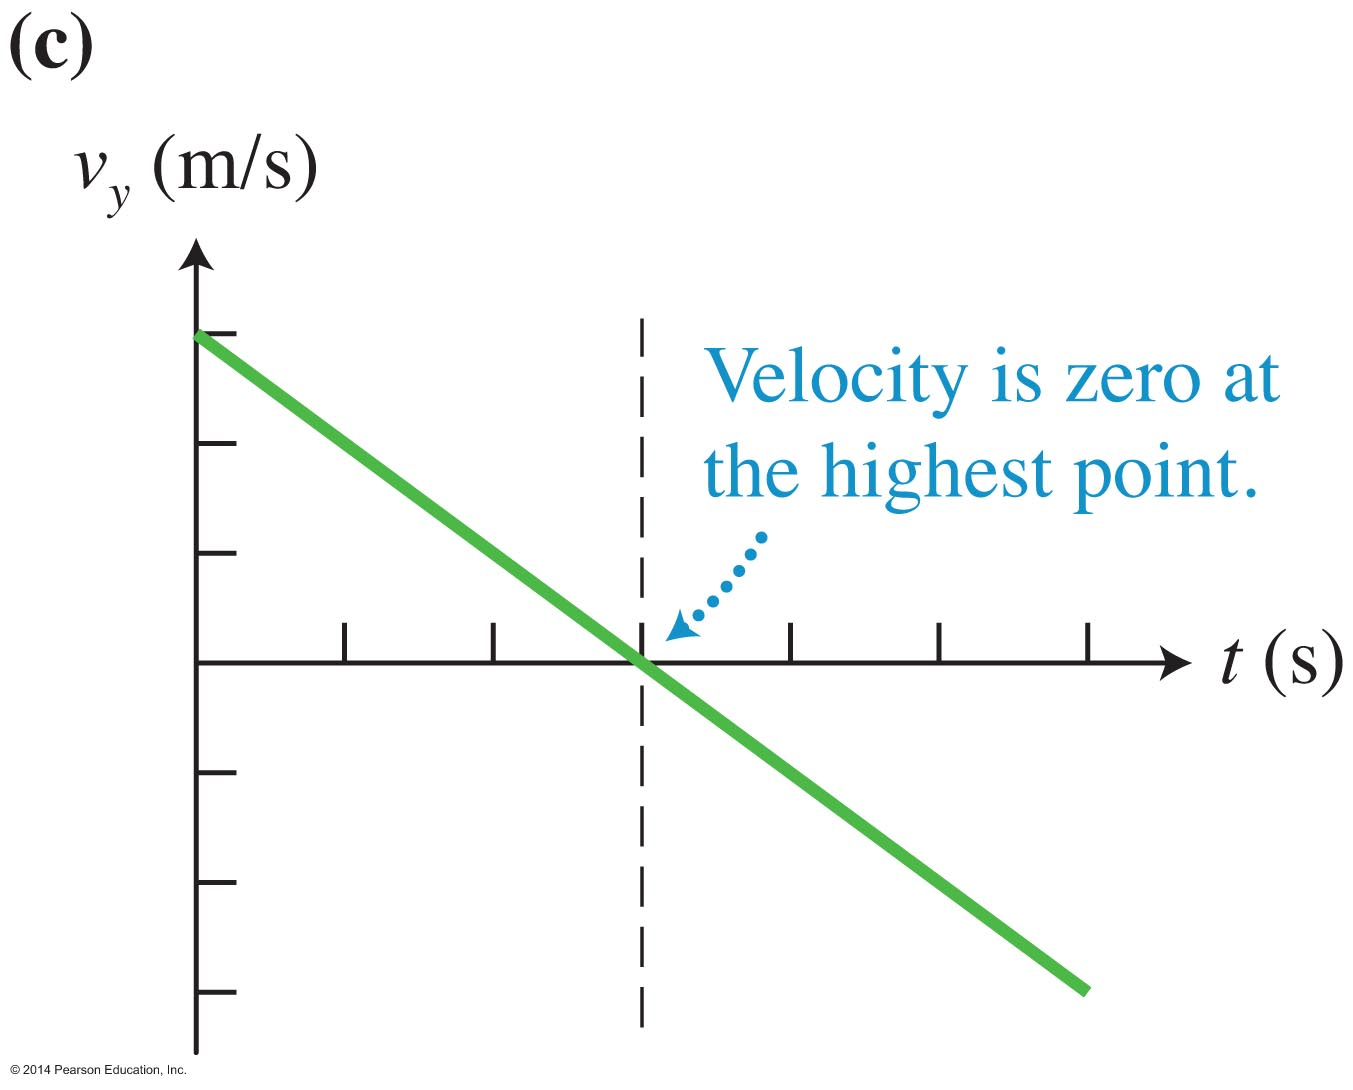 (c)
v_y (m/s)
Velocity is zero at
the highest point.
t (s)
© 2014 Pearson Education, Inc.